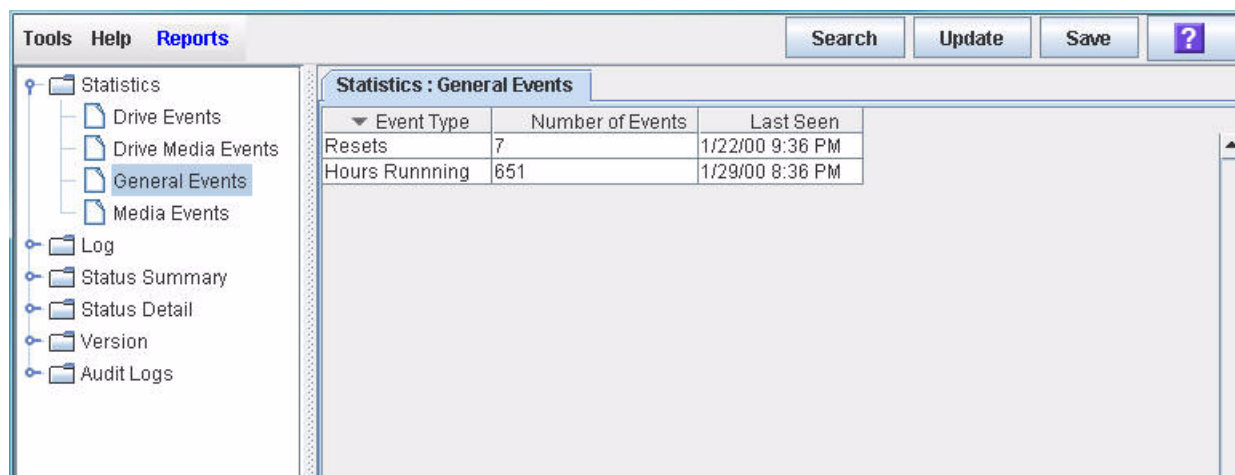 Tools Help Reports
Search Update Save ?
Statistics
Drive Events
Drive Media Events
General Events
Media Events
Log
Status Summary
Status Detail
Version
Audit Logs
Statistics : General Events
Event Type Number of Events Last Seen
Resets 7 1/22/00 9:36 PM
Hours Runnning 651 1/29/00 8:36 PM